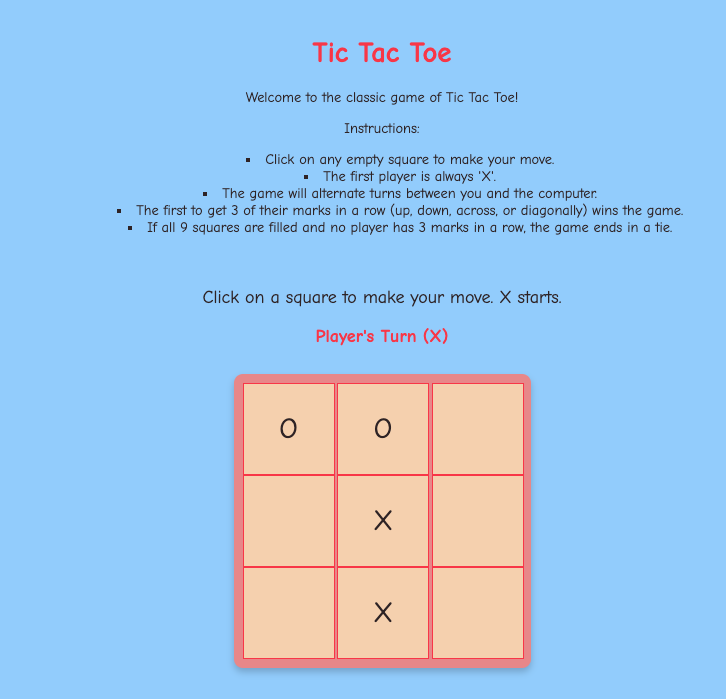 Tic Tac Toe
Welcome to the classic game of Tic Tac Toe!
Instructions:
▪ Click on any empty square to make your move.
▪ The first player is always 'X'.
▪ The game will alternate turns between you and the computer.
▪ The first to get 3 of their marks in a row (up, down, across, or diagonally) wins the game.
▪ If all 9 squares are filled and no player has 3 marks in a row, the game ends in a tie.
Click on a square to make your move. X starts.
Player's Turn (X)
O O
X
X